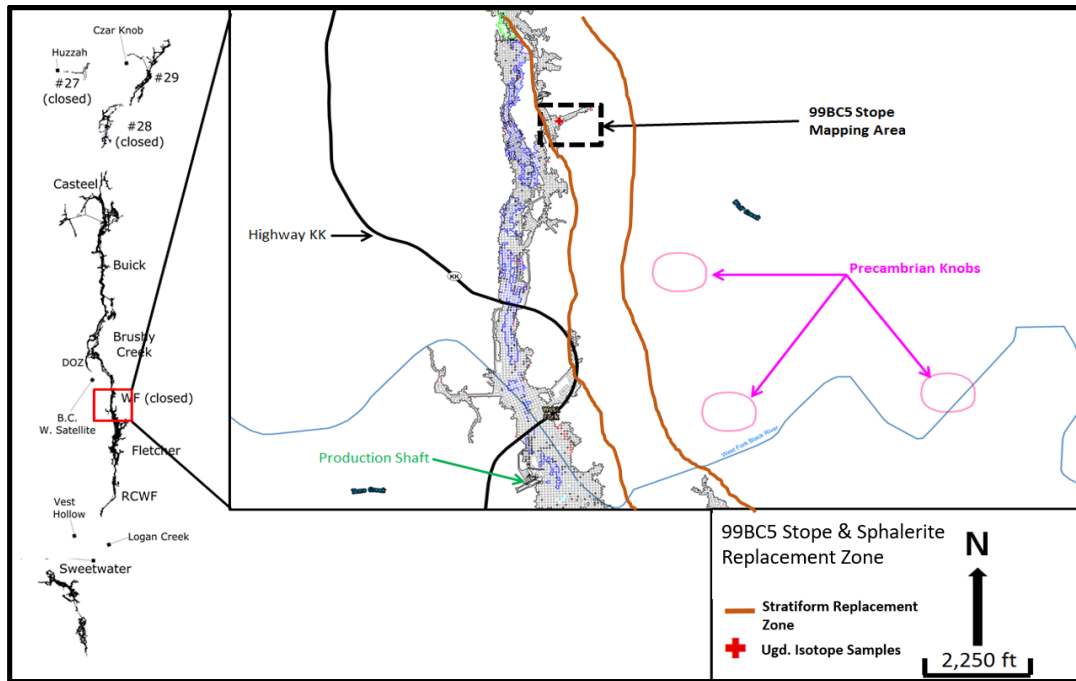 Czar Knob
Huzzah
#27
(closed)
#29
#28
(closed)
Casteel
Buick
Brushy
Creek
DOZ
WF (closed)
B.C.
W. Satellite
Fletcher
RCWF
Vest
Hollow
Logan Creek
Sweetwater
99BC5 Stope
Mapping Area
Highway KK
KK
Precambrian Knobs
West Fork Black River
Production Shaft
99BC5 Stope & Sphalerite
Replacement Zone
N
Stratiform Replacement
Zone
Ugd. Isotope Samples
2,250 ft